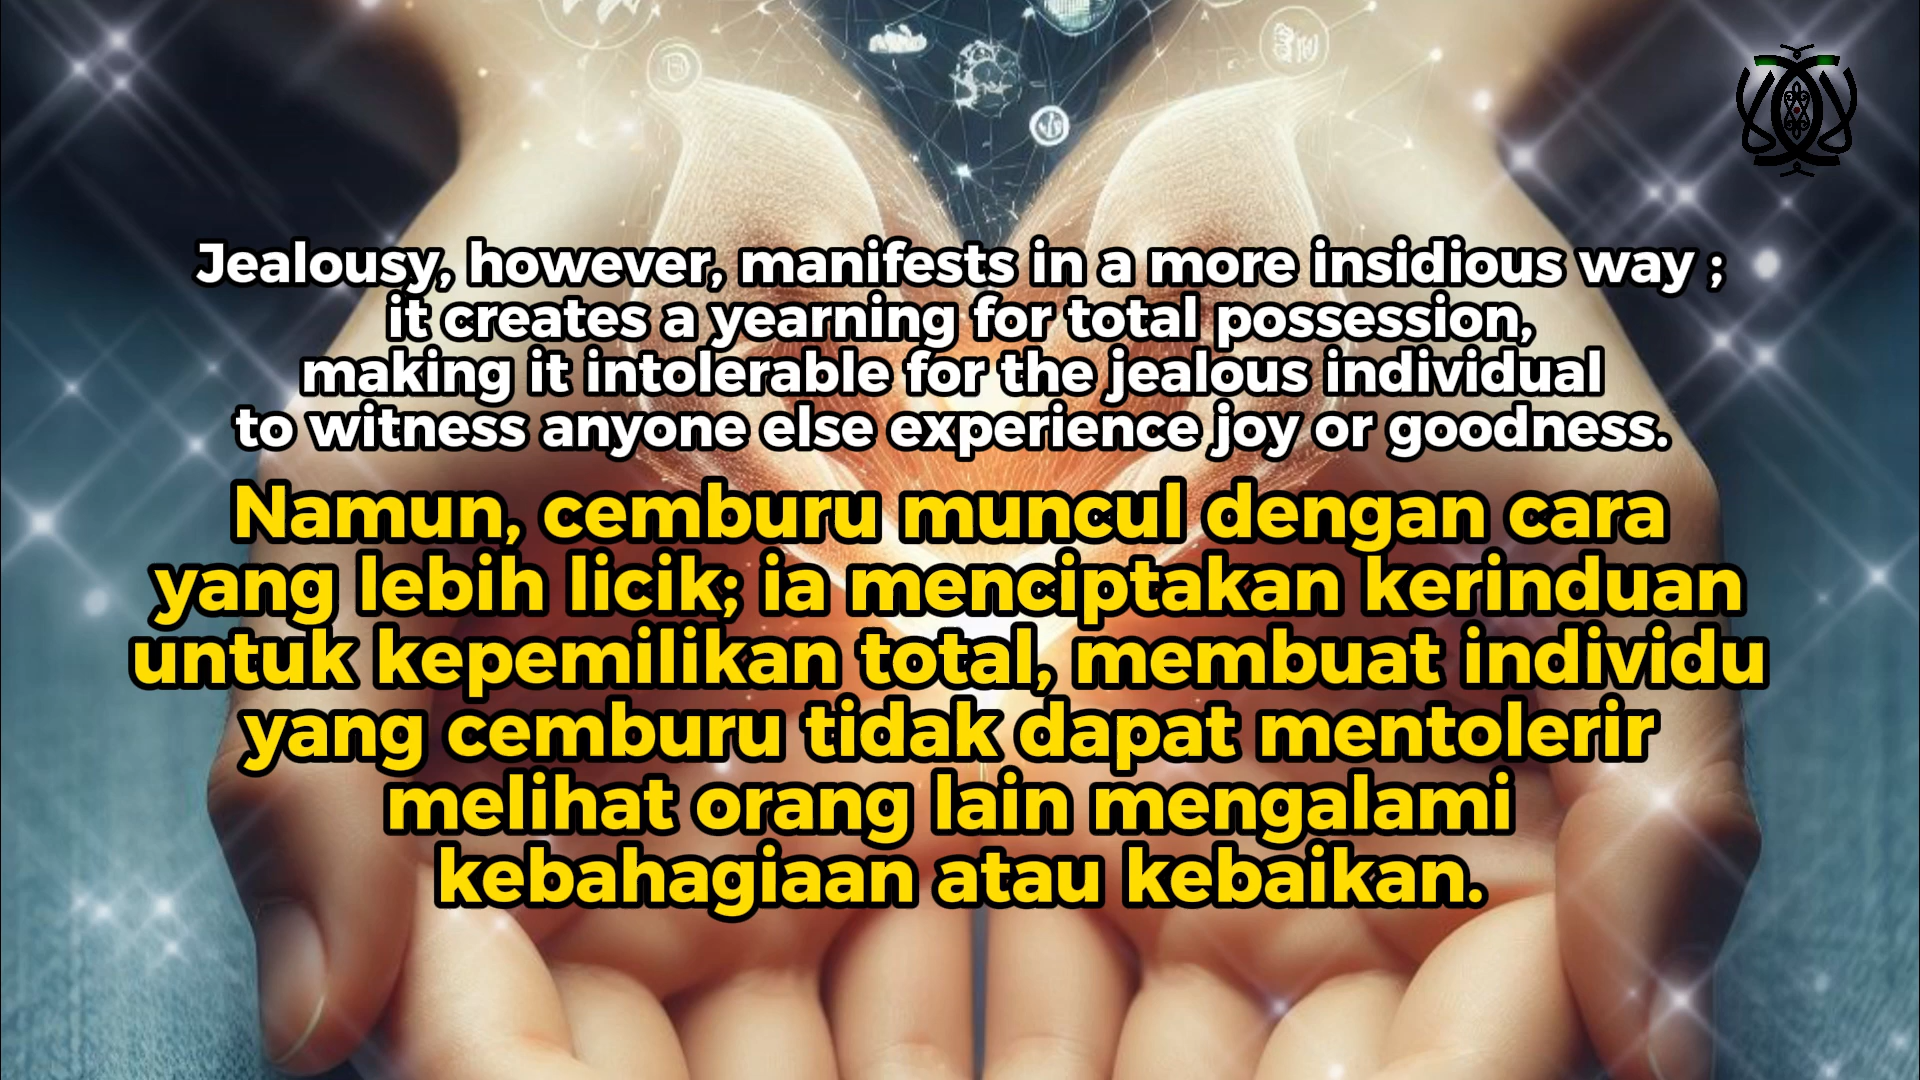 Jealousy, however, manifests in a more insidious way ;
it creates a yearning for total possession,
making it intolerable for the jealous individual
to witness anyone else experience joy or goodness.
Namun, cemburu muncul dengan cara
yang lebih licik; ia menciptakan kerinduan
untuk kepemilikan total, membuat individu
yang cemburu tidak dapat mentolerir
melihat orang lain mengalami
kebahagiaan atau kebaikan.